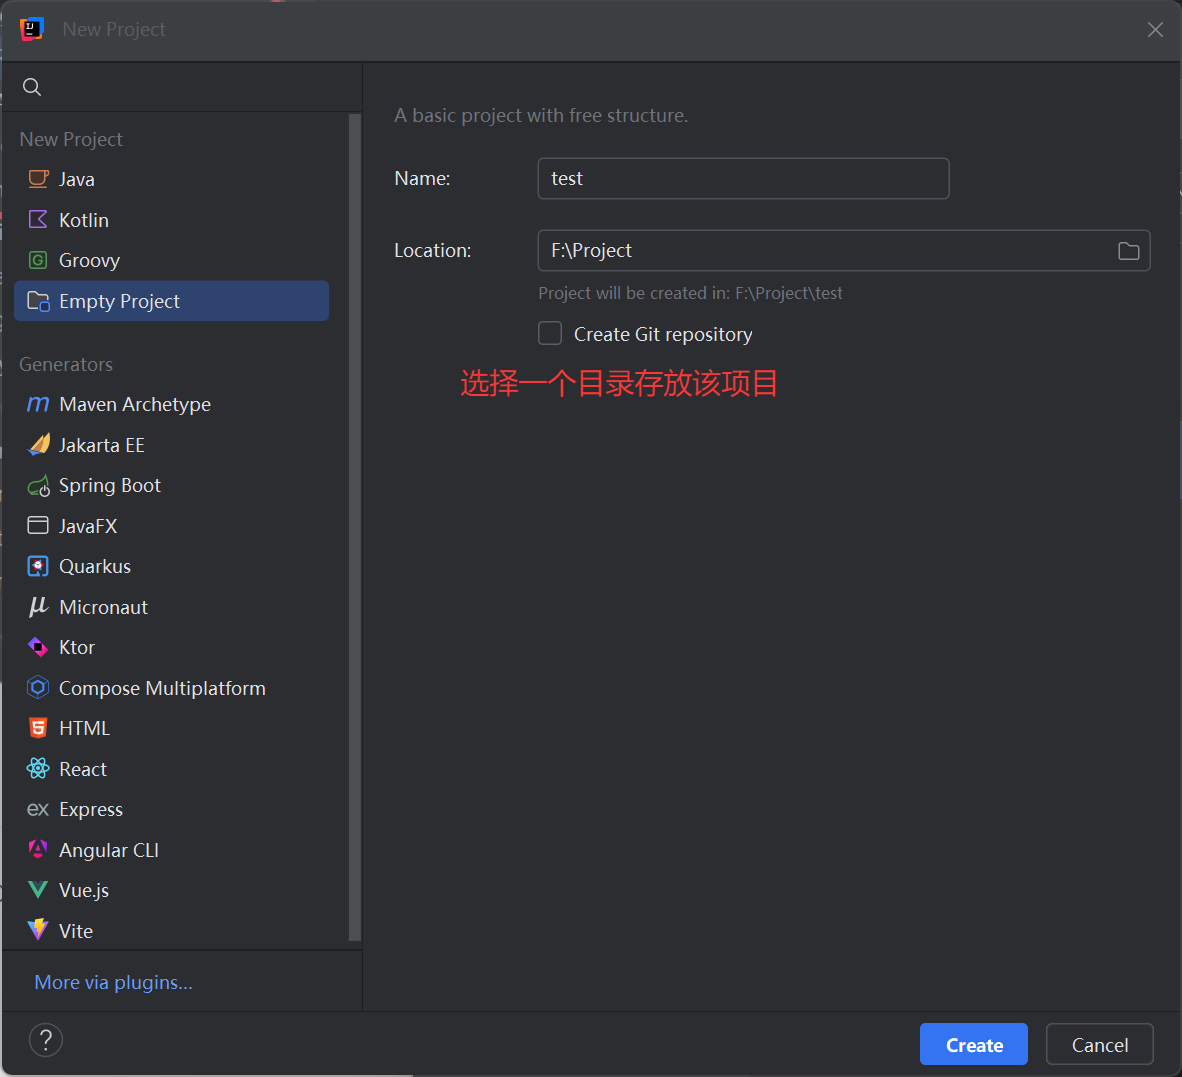 New Project
New Project
Java
Kotlin
Groovy
Empty Project
Generators
Maven Archetype
Jakarta EE
Spring Boot
JavaFX
Quarkus
Micronaut
Ktor
Compose Multiplatform
HTML
React
Express
Angular CLI
Vue.js
Vite
More via plugins...
A basic project with free structure.
Name: test
Location: F:\Project
Project will be created in: F:\Project\test
Create Git repository
选择一个目录存放该项目
? Create Cancel